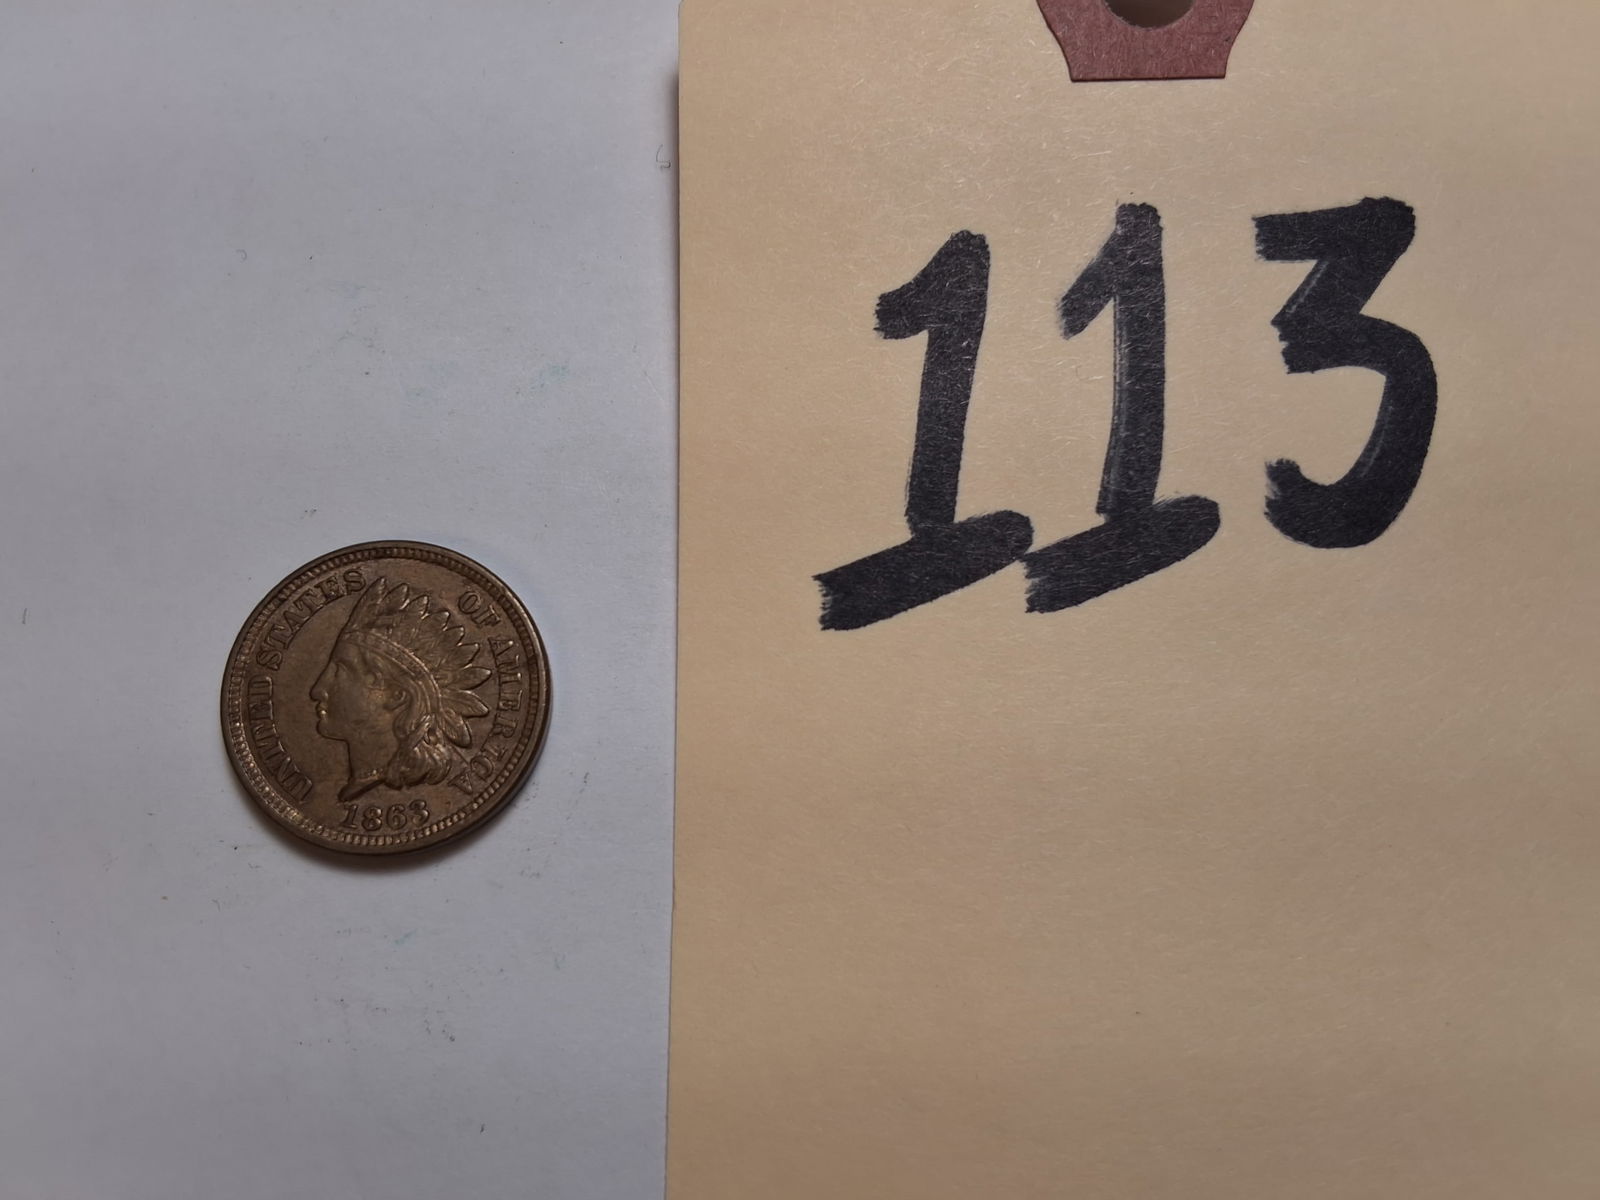 UNITED STATES OF AMERICA
1863
113